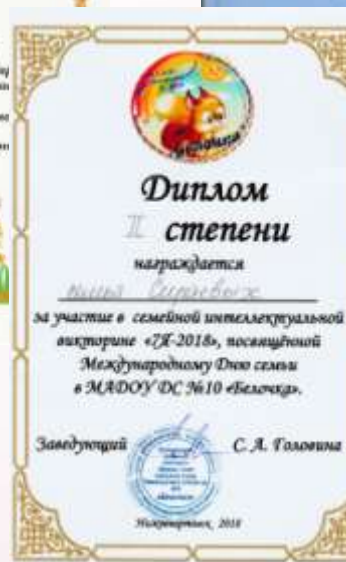 Диплом
II степени
награждается
за участие в семейной интеллектуальной
викторине «7Я-2018», посвящённой
Международному Дню семьи
в МАДОУ ДС №10 «Белочка».
Заведующий С. А. Головина
Нижневартовск, 2018